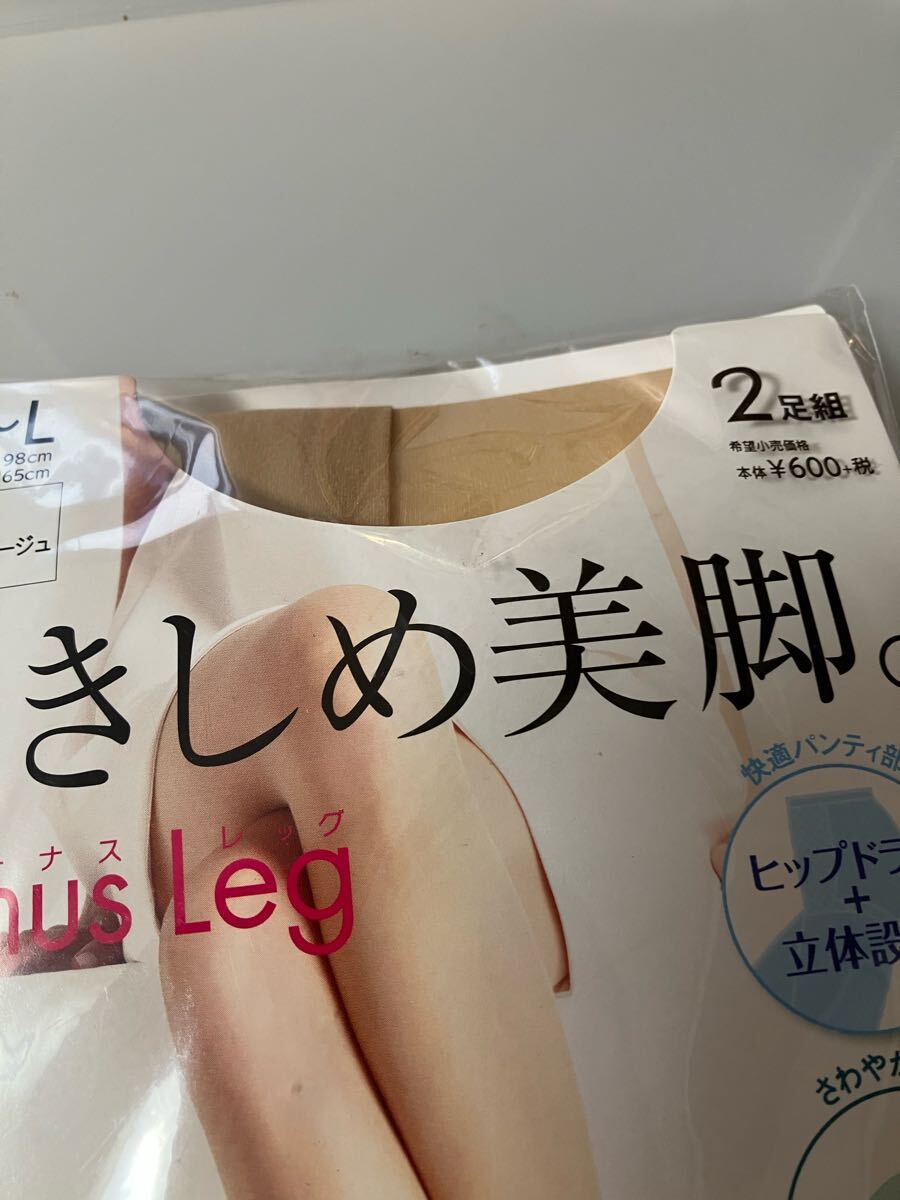 ～L
98cm
65cm
ージュ
2足組
希望小売価格
本体¥600+税
きしめ美脚。
ーナス レッグ
nus Leg
快適パンティ部
ヒップドラ
+
立体設
さわやか